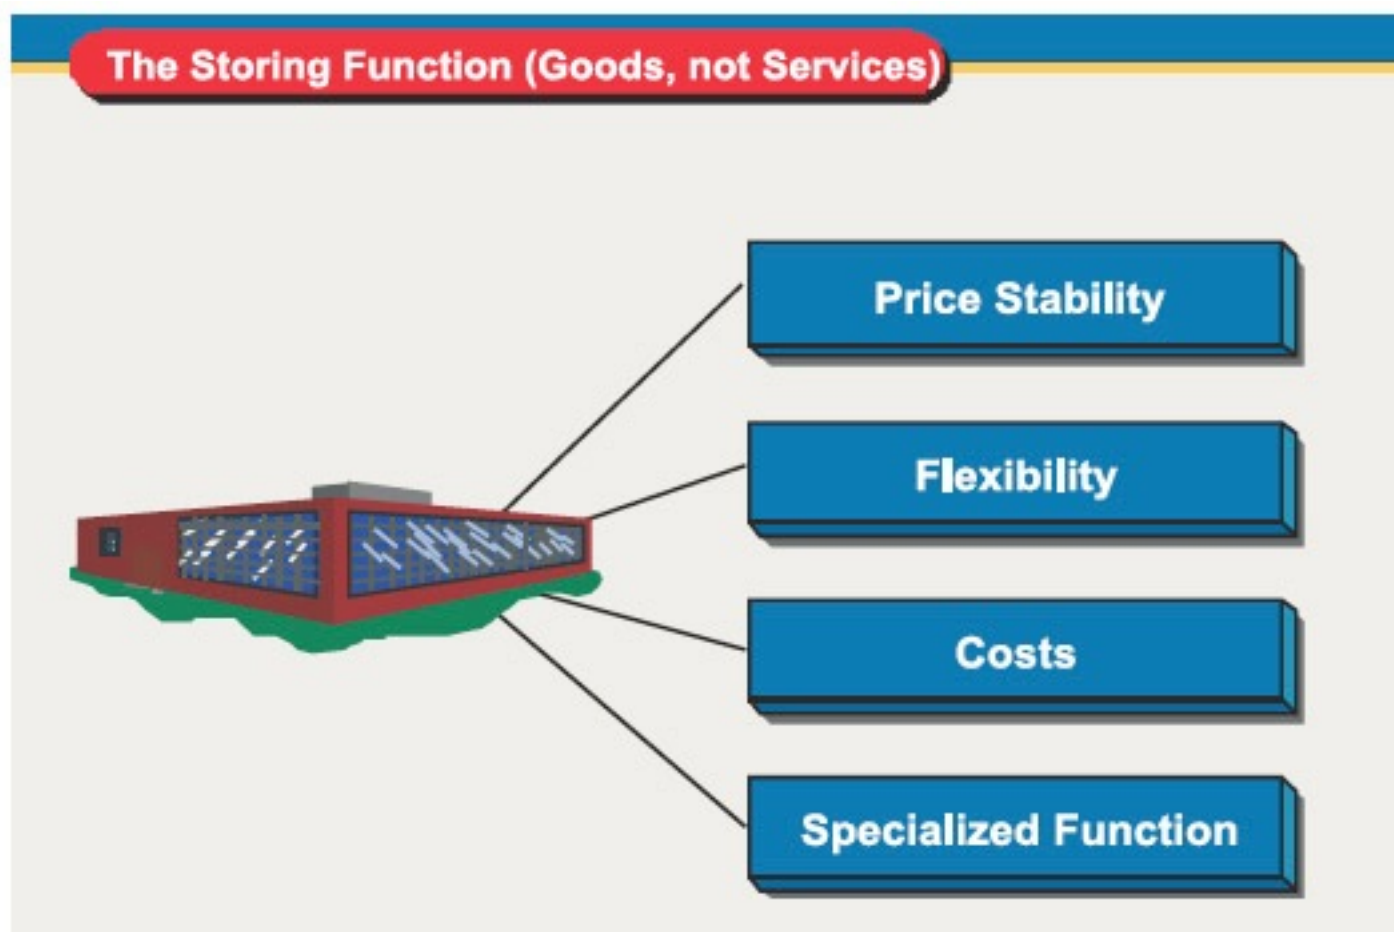 The Storing Function (Goods, not Services)
Price Stability
Flexibility
Costs
Specialized Function